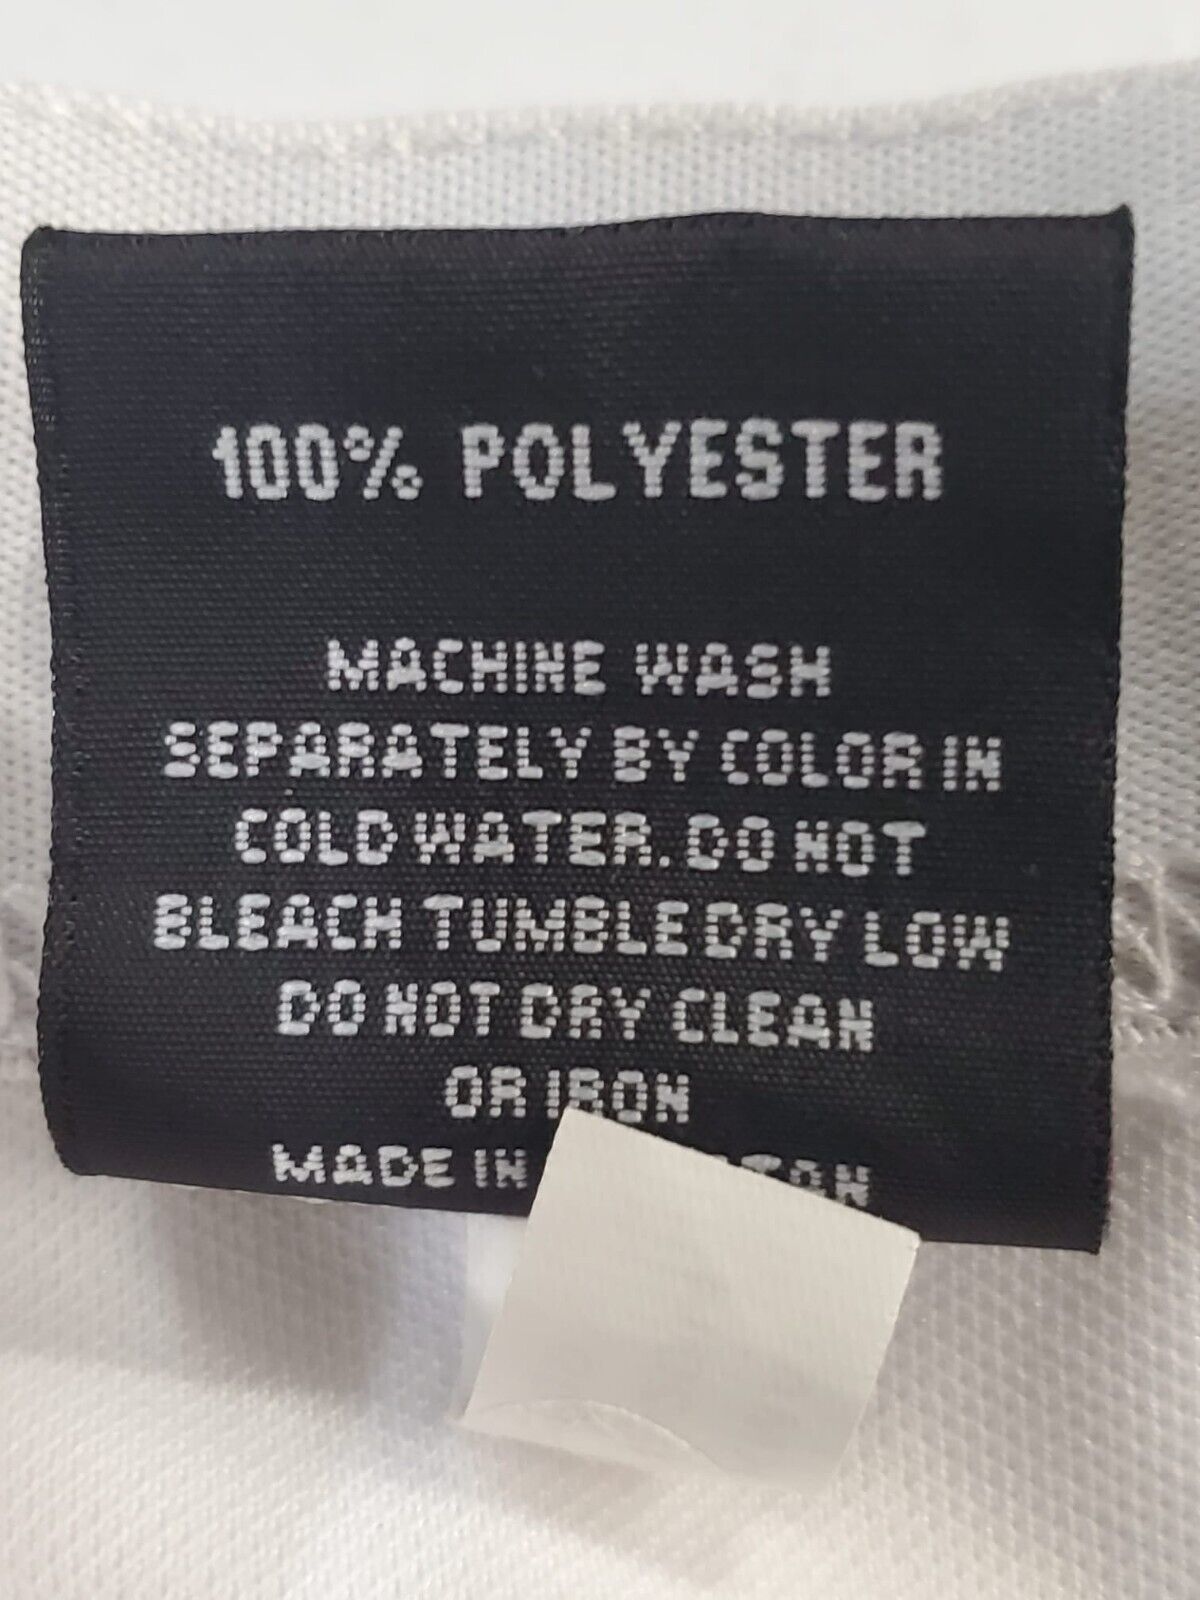 100% POLYESTER
MACHINE WASH
SEPARATELY BY COLOR IN
COLD WATER. DO NOT
BLEACH TUMBLE DRY LOW
DO NOT DRY CLEAN
OR IRON
MADE IN